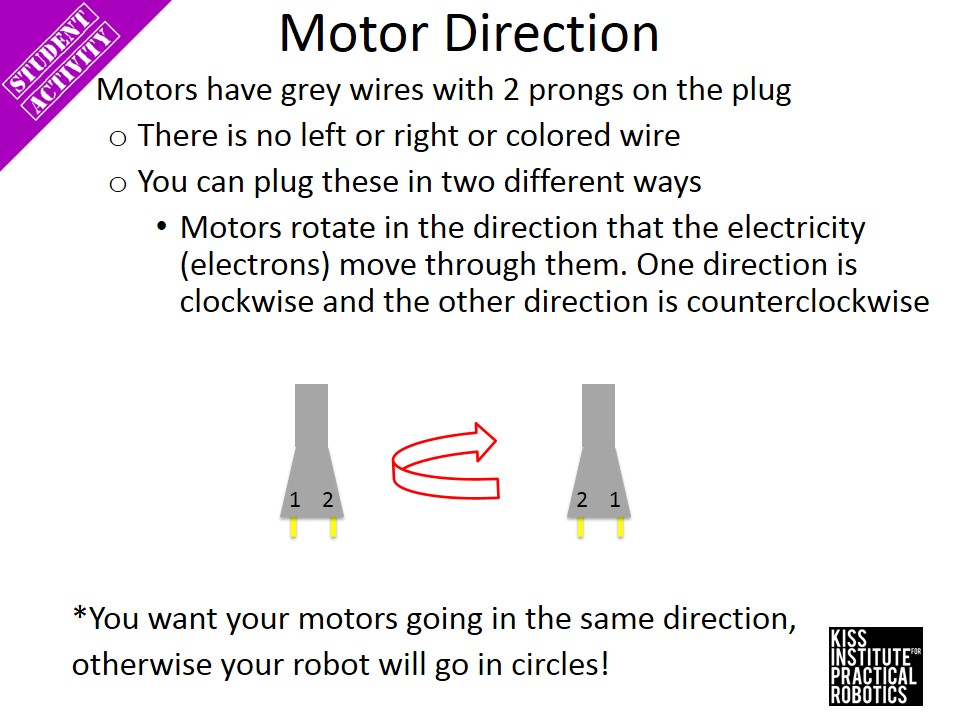 STUDENT
ACTIVITY
Motor Direction
Motors have grey wires with 2 prongs on the plug
o There is no left or right or colored wire
o You can plug these in two different ways
• Motors rotate in the direction that the electricity
(electrons) move through them. One direction is
clockwise and the other direction is counterclockwise
1 2
2 1
*You want your motors going in the same direction,
otherwise your robot will go in circles!
KISS
INSTITUTE FOR
PRACTICAL
ROBOTICS